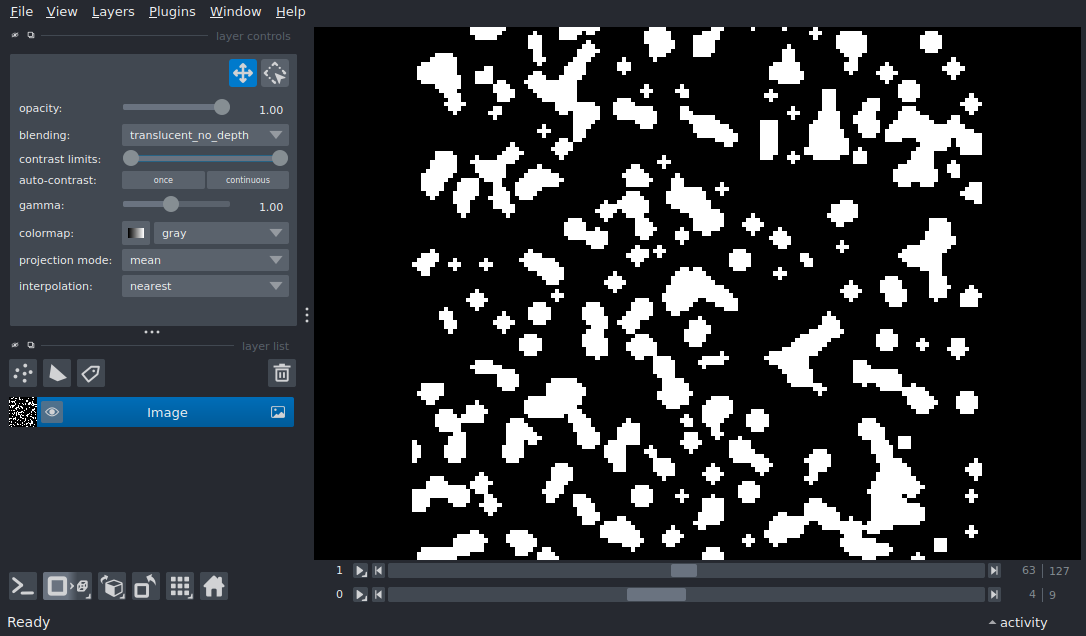 File View Layers Plugins Window Help
layer controls
opacity: 1.00
blending: translucent_no_depth
contrast limits:
auto-contrast: once continuous
gamma: 1.00
colormap: gray
projection mode: mean
interpolation: nearest
layer list
Image
1 63 127
0 4 9
Ready activity